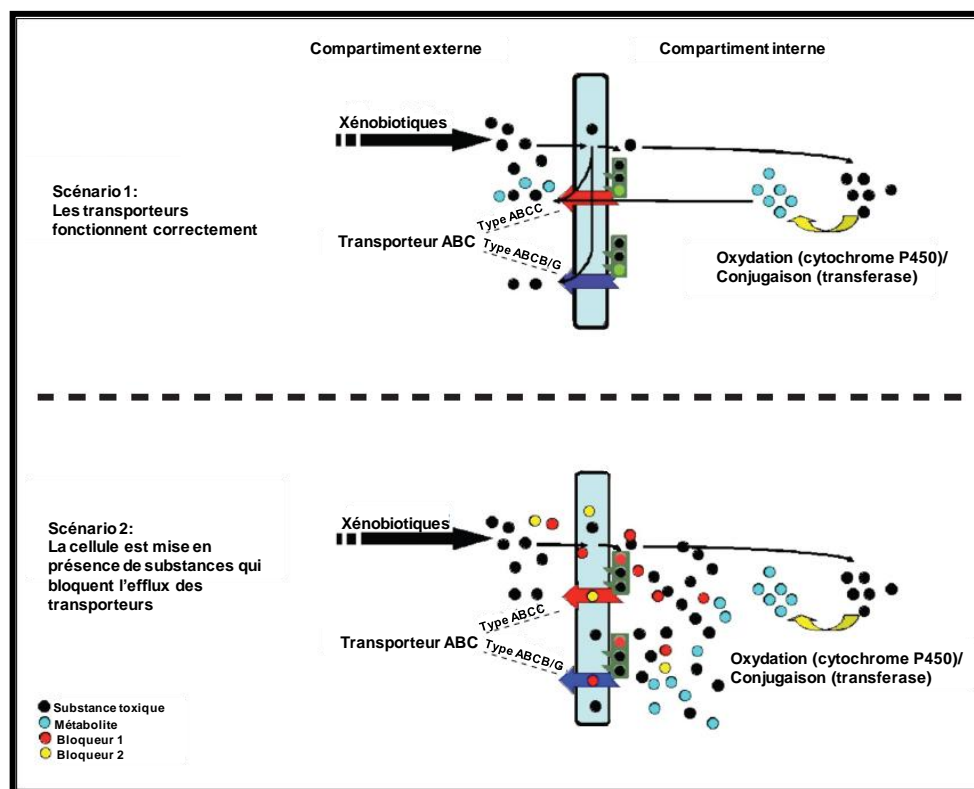 Compartiment externe
Compartiment interne
Xénobiotiques
Scénario 1:
Les transporteurs
fonctionnent correctement
Type ABCC
Transporteur ABC
Type ABCB/G
Oxydation (cytochrome P450)/
Conjugaison (transferase)
Scénario 2:
La cellule est mise en
présence de substances qui
bloquent l'efflux des
transporteurs
Xénobiotiques
Type ABCC
Transporteur ABC
Type ABCB/G
Oxydation (cytochrome P450)/
Conjugaison (transferase)
Substance toxique
Métabolite
Bloqueur 1
Bloqueur 2